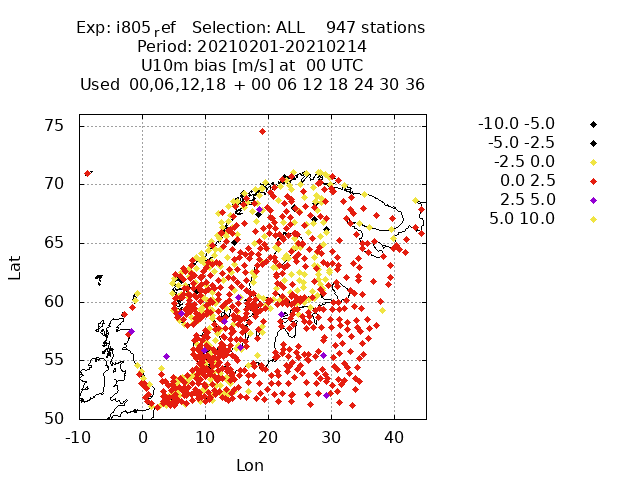 Exp: i805ref   Selection: ALL    947 stations
Period: 20210201-20210214
U10m bias [m/s] at  00 UTC
Used  00,06,12,18  + 00 06 12 18 24 30 36
-10.0 -5.0
-5.0 -2.5
-2.5 0.0
0.0 2.5
2.5 5.0
5.0 10.0
75
70
65
60
55
50
Lat
-10 0 10 20 30 40
Lon